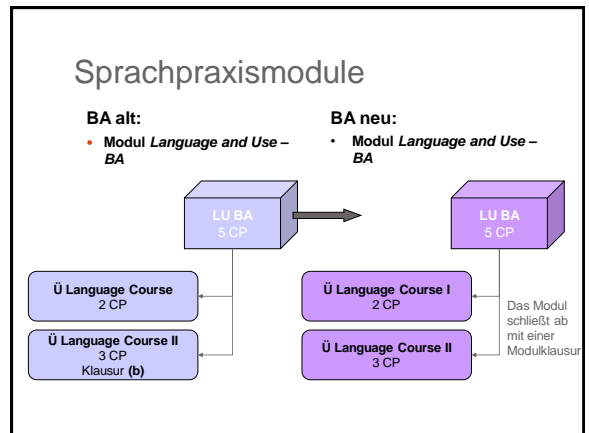 Sprachpraxismodule
BA alt:
• Modul Language and Use –
BA
LU BA
5 CP
Ü Language Course
2 CP
Ü Language Course II
3 CP
Klausur (b)
BA neu:
• Modul Language and Use –
BA
LU BA
5 CP
Ü Language Course I
2 CP
Ü Language Course II
3 CP
Das Modul
schließt ab
mit einer
Modulklausur